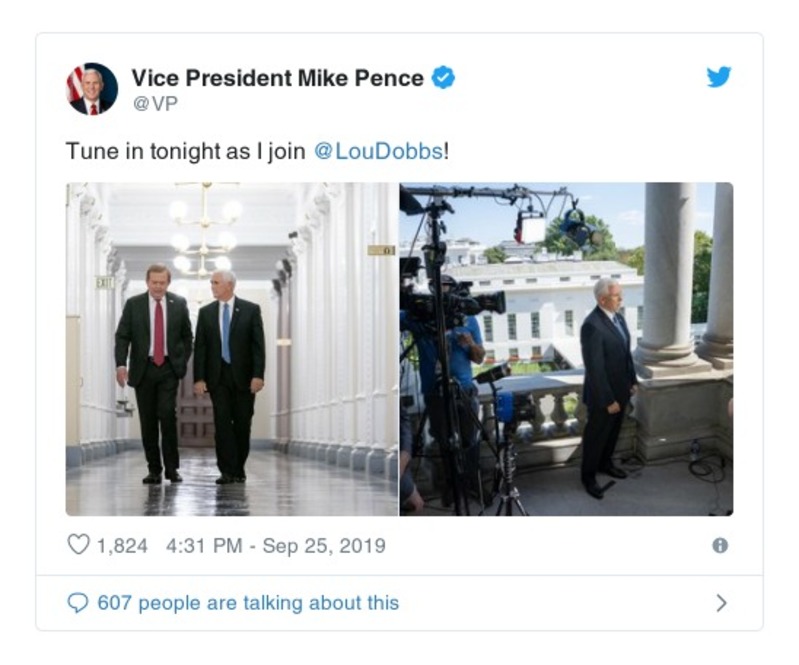 Vice President Mike Pence
@VP
Tune in tonight as I join @LouDobbs!
EXIT
1,824 4:31 PM - Sep 25, 2019
607 people are talking about this